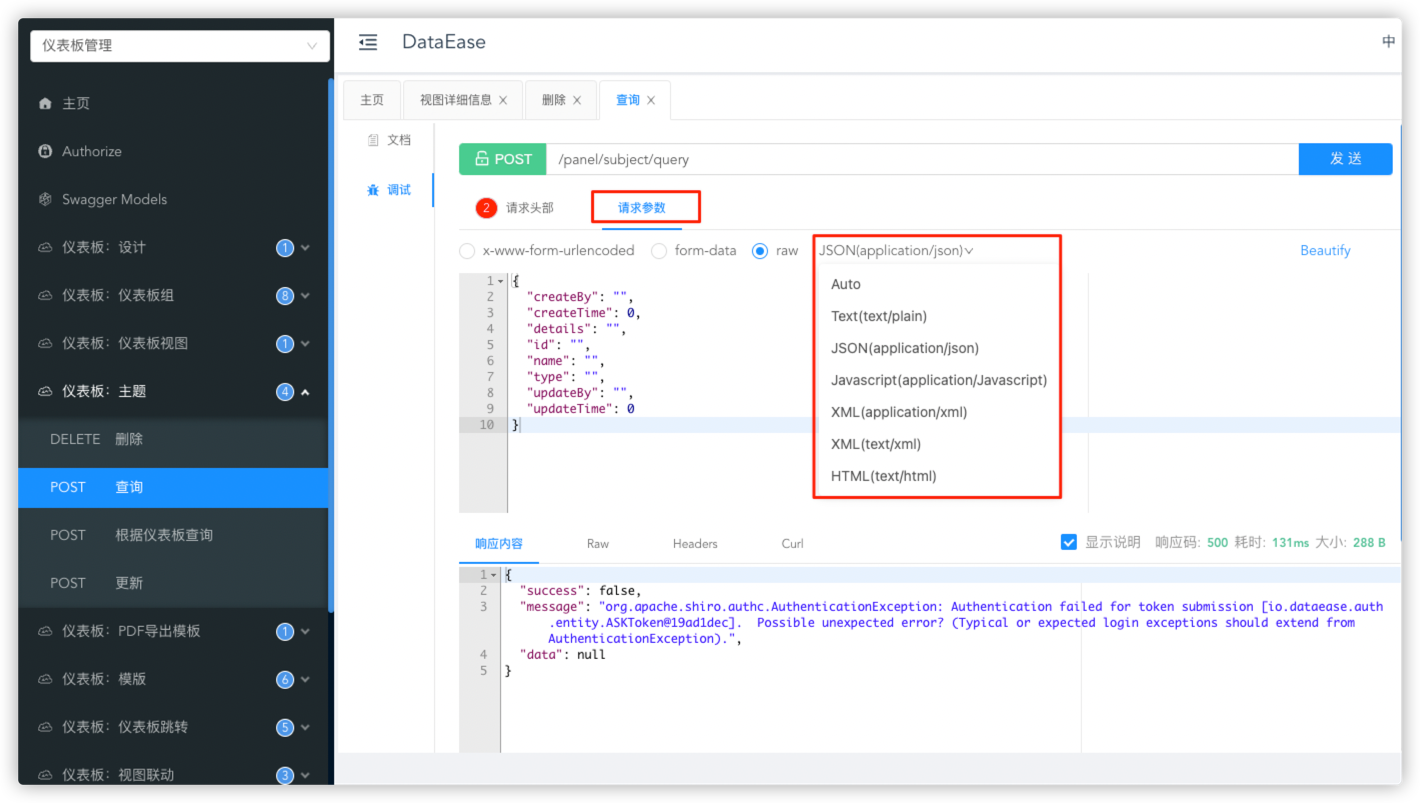 仪表板管理
DataEase
中
主页
Authorize
Swagger Models
仪表板：设计 1
仪表板：仪表板组 8
仪表板：仪表板视图 1
仪表板：主题 4
DELETE 删除
POST 查询
POST 根据仪表板查询
POST 更新
仪表板：PDF导出模板 1
仪表板：模版 6
仪表板：仪表板跳转 5
仪表板：视图联动 3
主页 视图详细信息 删除 查询
文档
调试
POST /panel/subject/query 发 送
2 请求头部 请求参数
x-www-form-urlencoded form-data raw JSON(application/json) Beautify
Auto
Text(text/plain)
JSON(application/json)
Javascript(application/Javascript)
XML(application/xml)
XML(text/xml)
HTML(text/html)
1 {
2 "createBy": "",
3 "createTime": 0,
4 "details": "",
5 "id": "",
6 "name": "",
7 "type": "",
8 "updateBy": "",
9 "updateTime": 0
10 }
响应内容 Raw Headers Curl 显示说明 响应码: 500 耗时: 131ms 大小: 288 B
1 {
2 "success": false,
3 "message": "org.apache.shiro.authc.AuthenticationException: Authentication failed for token submission [io.dataease.auth
.entity.ASKToken@19ad1dec].  Possible unexpected error? (Typical or expected login exceptions should extend from
AuthenticationException).",
4 "data": null
5 }